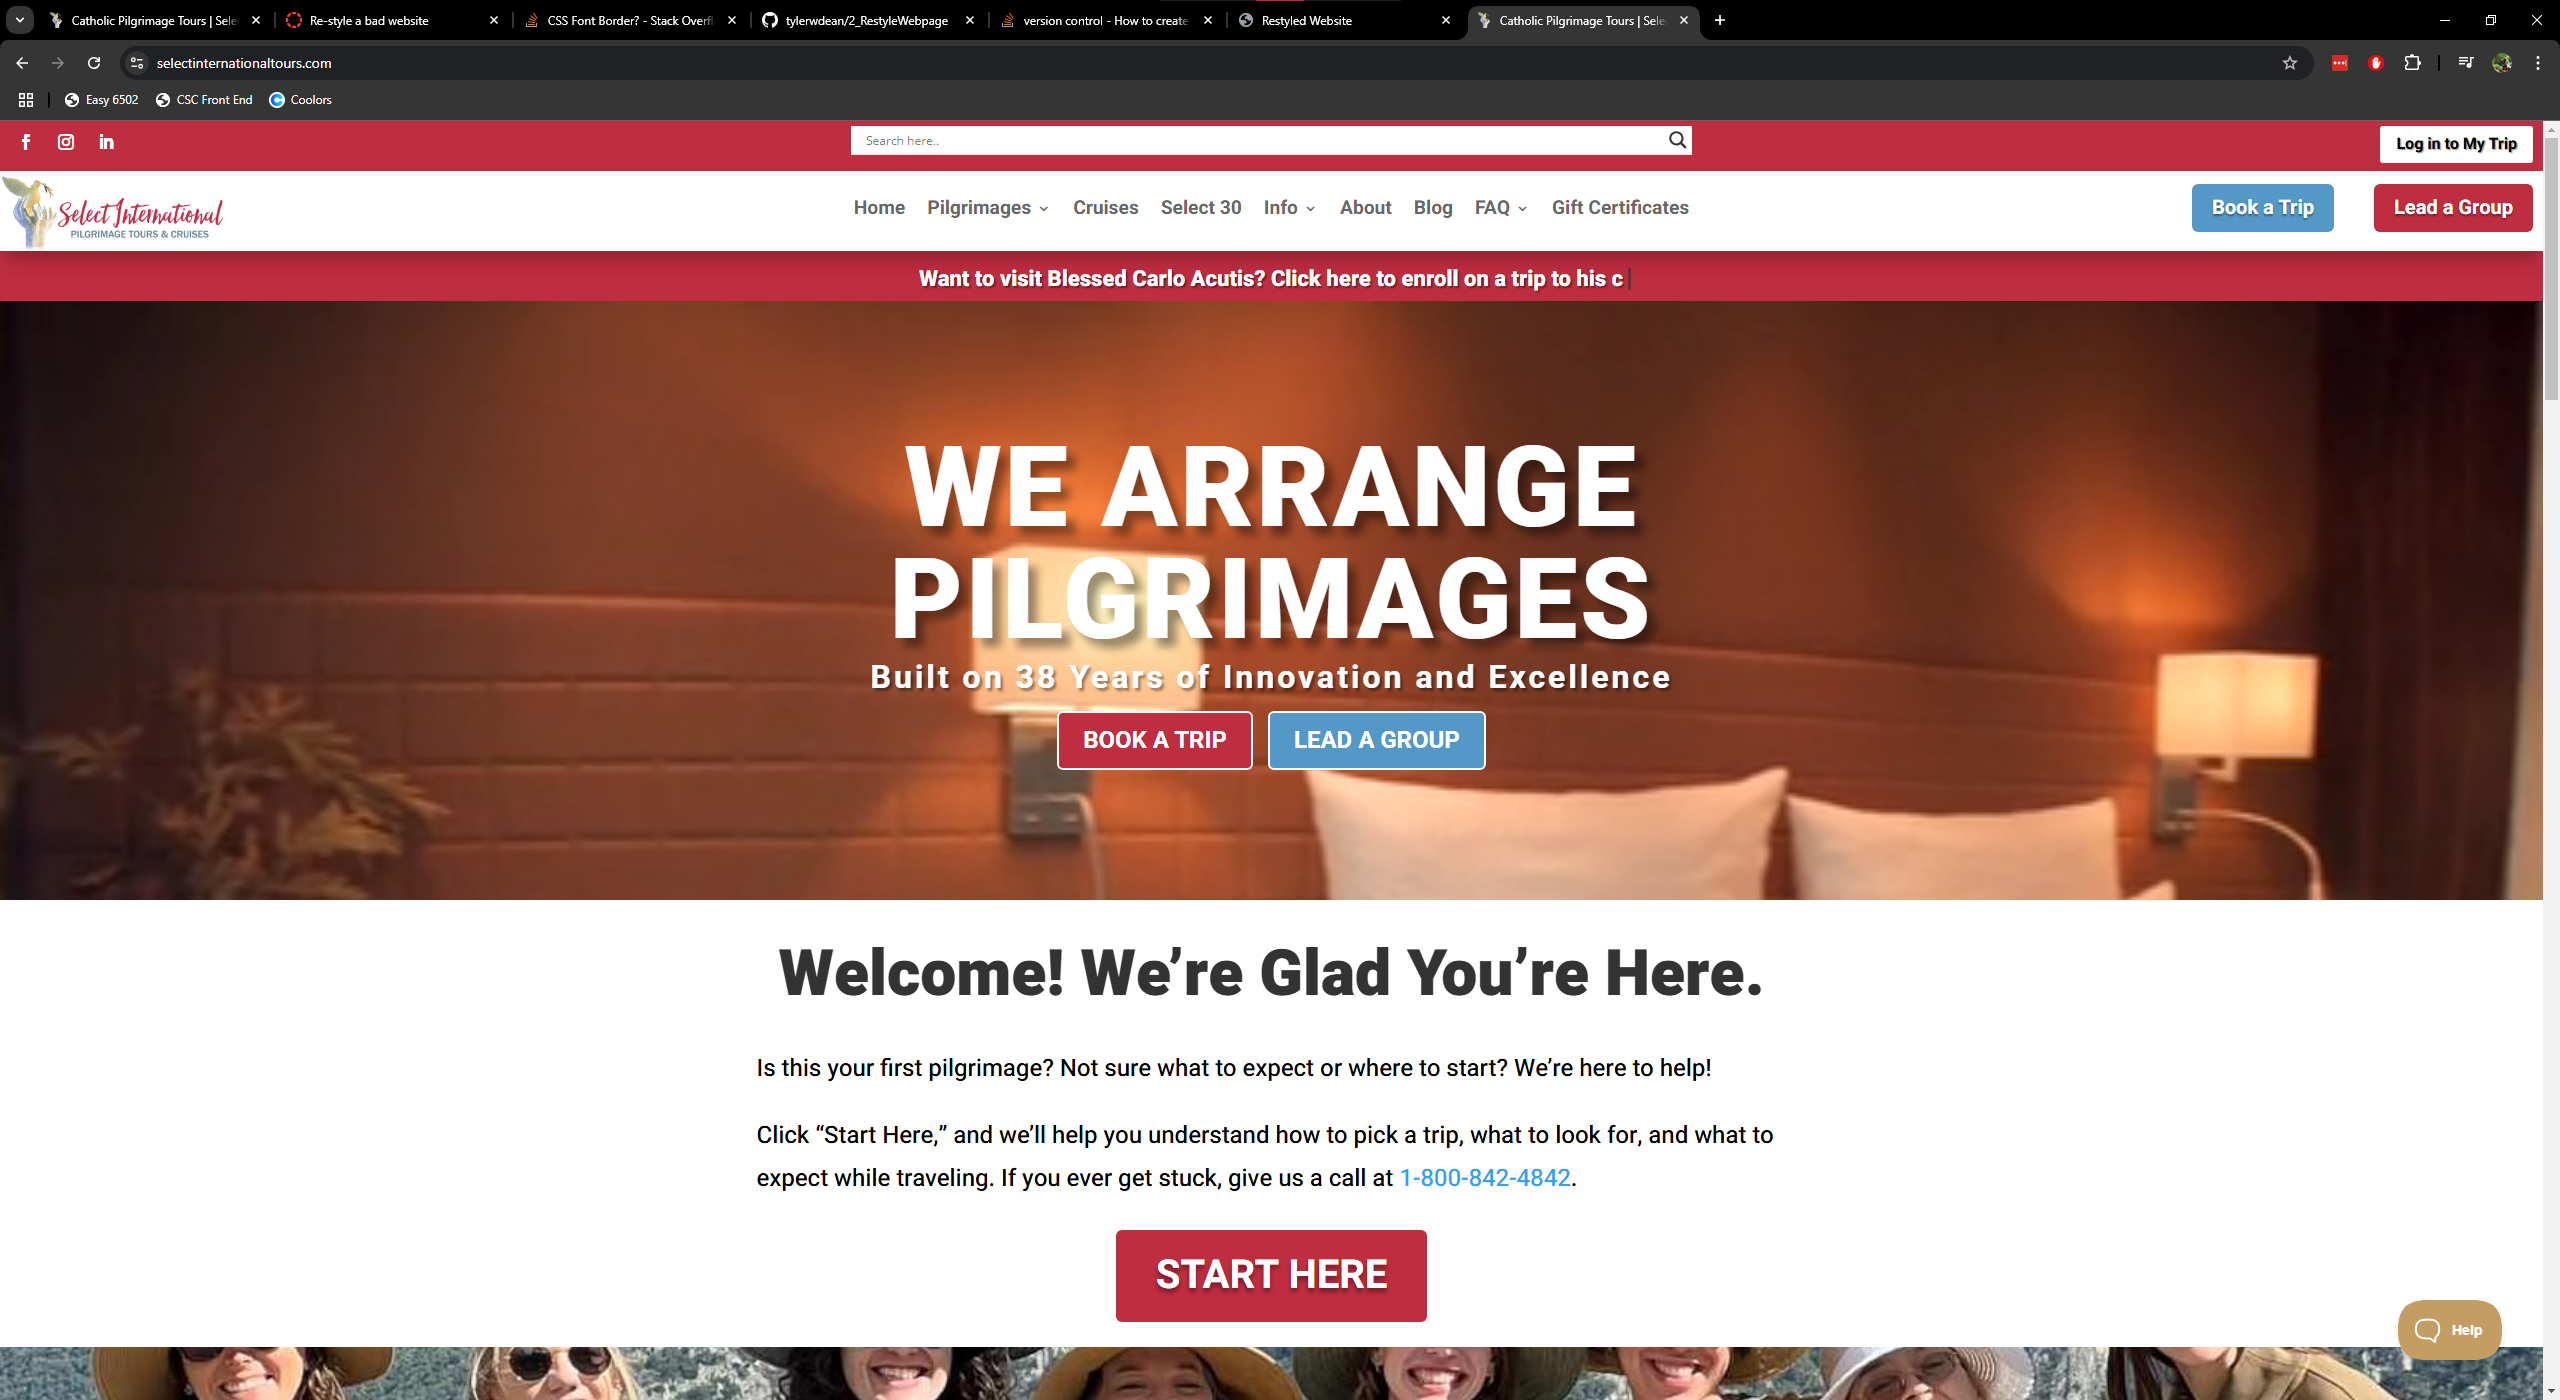 Catholic Pilgrimage Tours | Sele
Re-style a bad website
CSS Font Border? - Stack Overfl
tylerwdean/2_RestyleWebpage
version control - How to create
Restyled Website
Catholic Pilgrimage Tours | Sele
selectinternationaltours.com
Easy 6502
CSC Front End
Coolors
Search here..
Log in to My Trip
Select International
PILGRIMAGE TOURS & CRUISES
Home Pilgrimages Cruises Select 30 Info About Blog FAQ Gift Certificates
Book a Trip
Lead a Group
Want to visit Blessed Carlo Acutis? Click here to enroll on a trip to his c
WE ARRANGE
PILGRIMAGES
Built on 38 Years of Innovation and Excellence
BOOK A TRIP
LEAD A GROUP
Welcome! We’re Glad You’re Here.
Is this your first pilgrimage? Not sure what to expect or where to start? We’re here to help!
Click “Start Here,” and we’ll help you understand how to pick a trip, what to look for, and what to
expect while traveling. If you ever get stuck, give us a call at 1-800-842-4842.
START HERE
Help